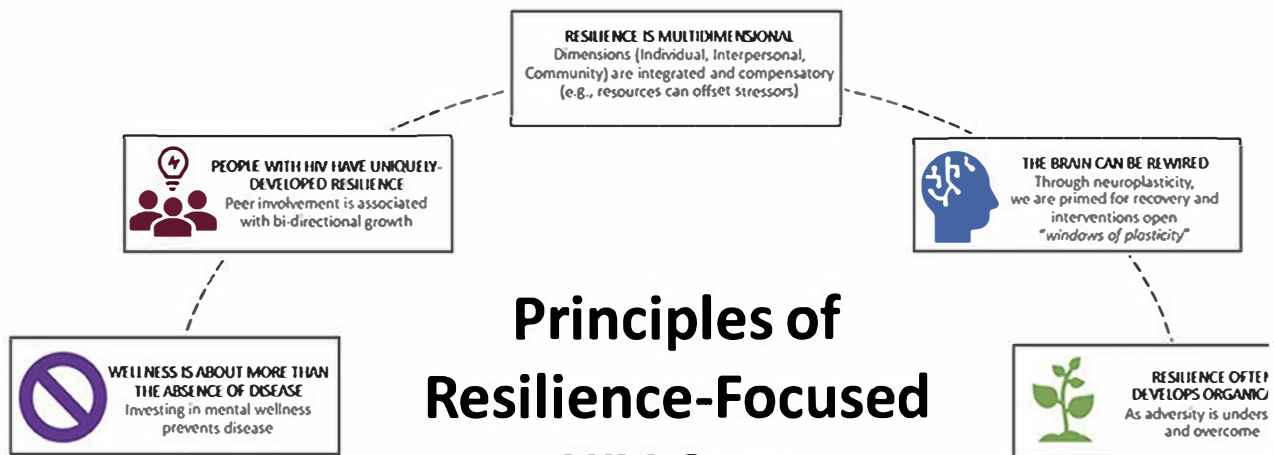 RESILIENCE IS MULTIDIMENSIONAL
Dimensions (Individual, Interpersonal,
Community) are integrated and compensatory
(e.g., resources can offset stressors)
PEOPLE WITH HIV HAVE UNIQUELY-
DEVELOPED RESILIENCE
Peer involvement is associated
with bi-directional growth
THE BRAIN CAN BE REWIRED
Through neuroplasticity,
we are primed for recovery and
interventions open
"windows of plasticity"
WELLNESS IS ABOUT MORE THAN
THE ABSENCE OF DISEASE
Investing in mental wellness
prevents disease
Principles of
Resilience-Focused
RESILIENCE OFTEN
DEVELOPS
As adversity is
and overcome